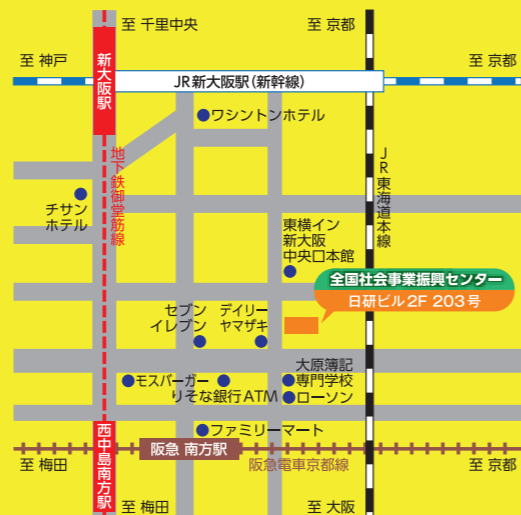 至 千里中央
至 京都
至 神戸
至 京都
新大阪駅
JR新大阪駅（新幹線）
ワシントンホテル
地下鉄御堂筋線
JR東海道本線
チサン
ホテル
東横イン
新大阪
中央口本館
全国社会事業振興センター
日研ビル2F 203号
セブン
イレブン
デイリー
ヤマザキ
大原簿記
専門学校
モスバーガー
りそな銀行ATM
ローソン
ファミリーマート
西中島南方駅
阪急 南方駅
阪急電車京都線
至 梅田
至 京都
至 梅田
至 大阪